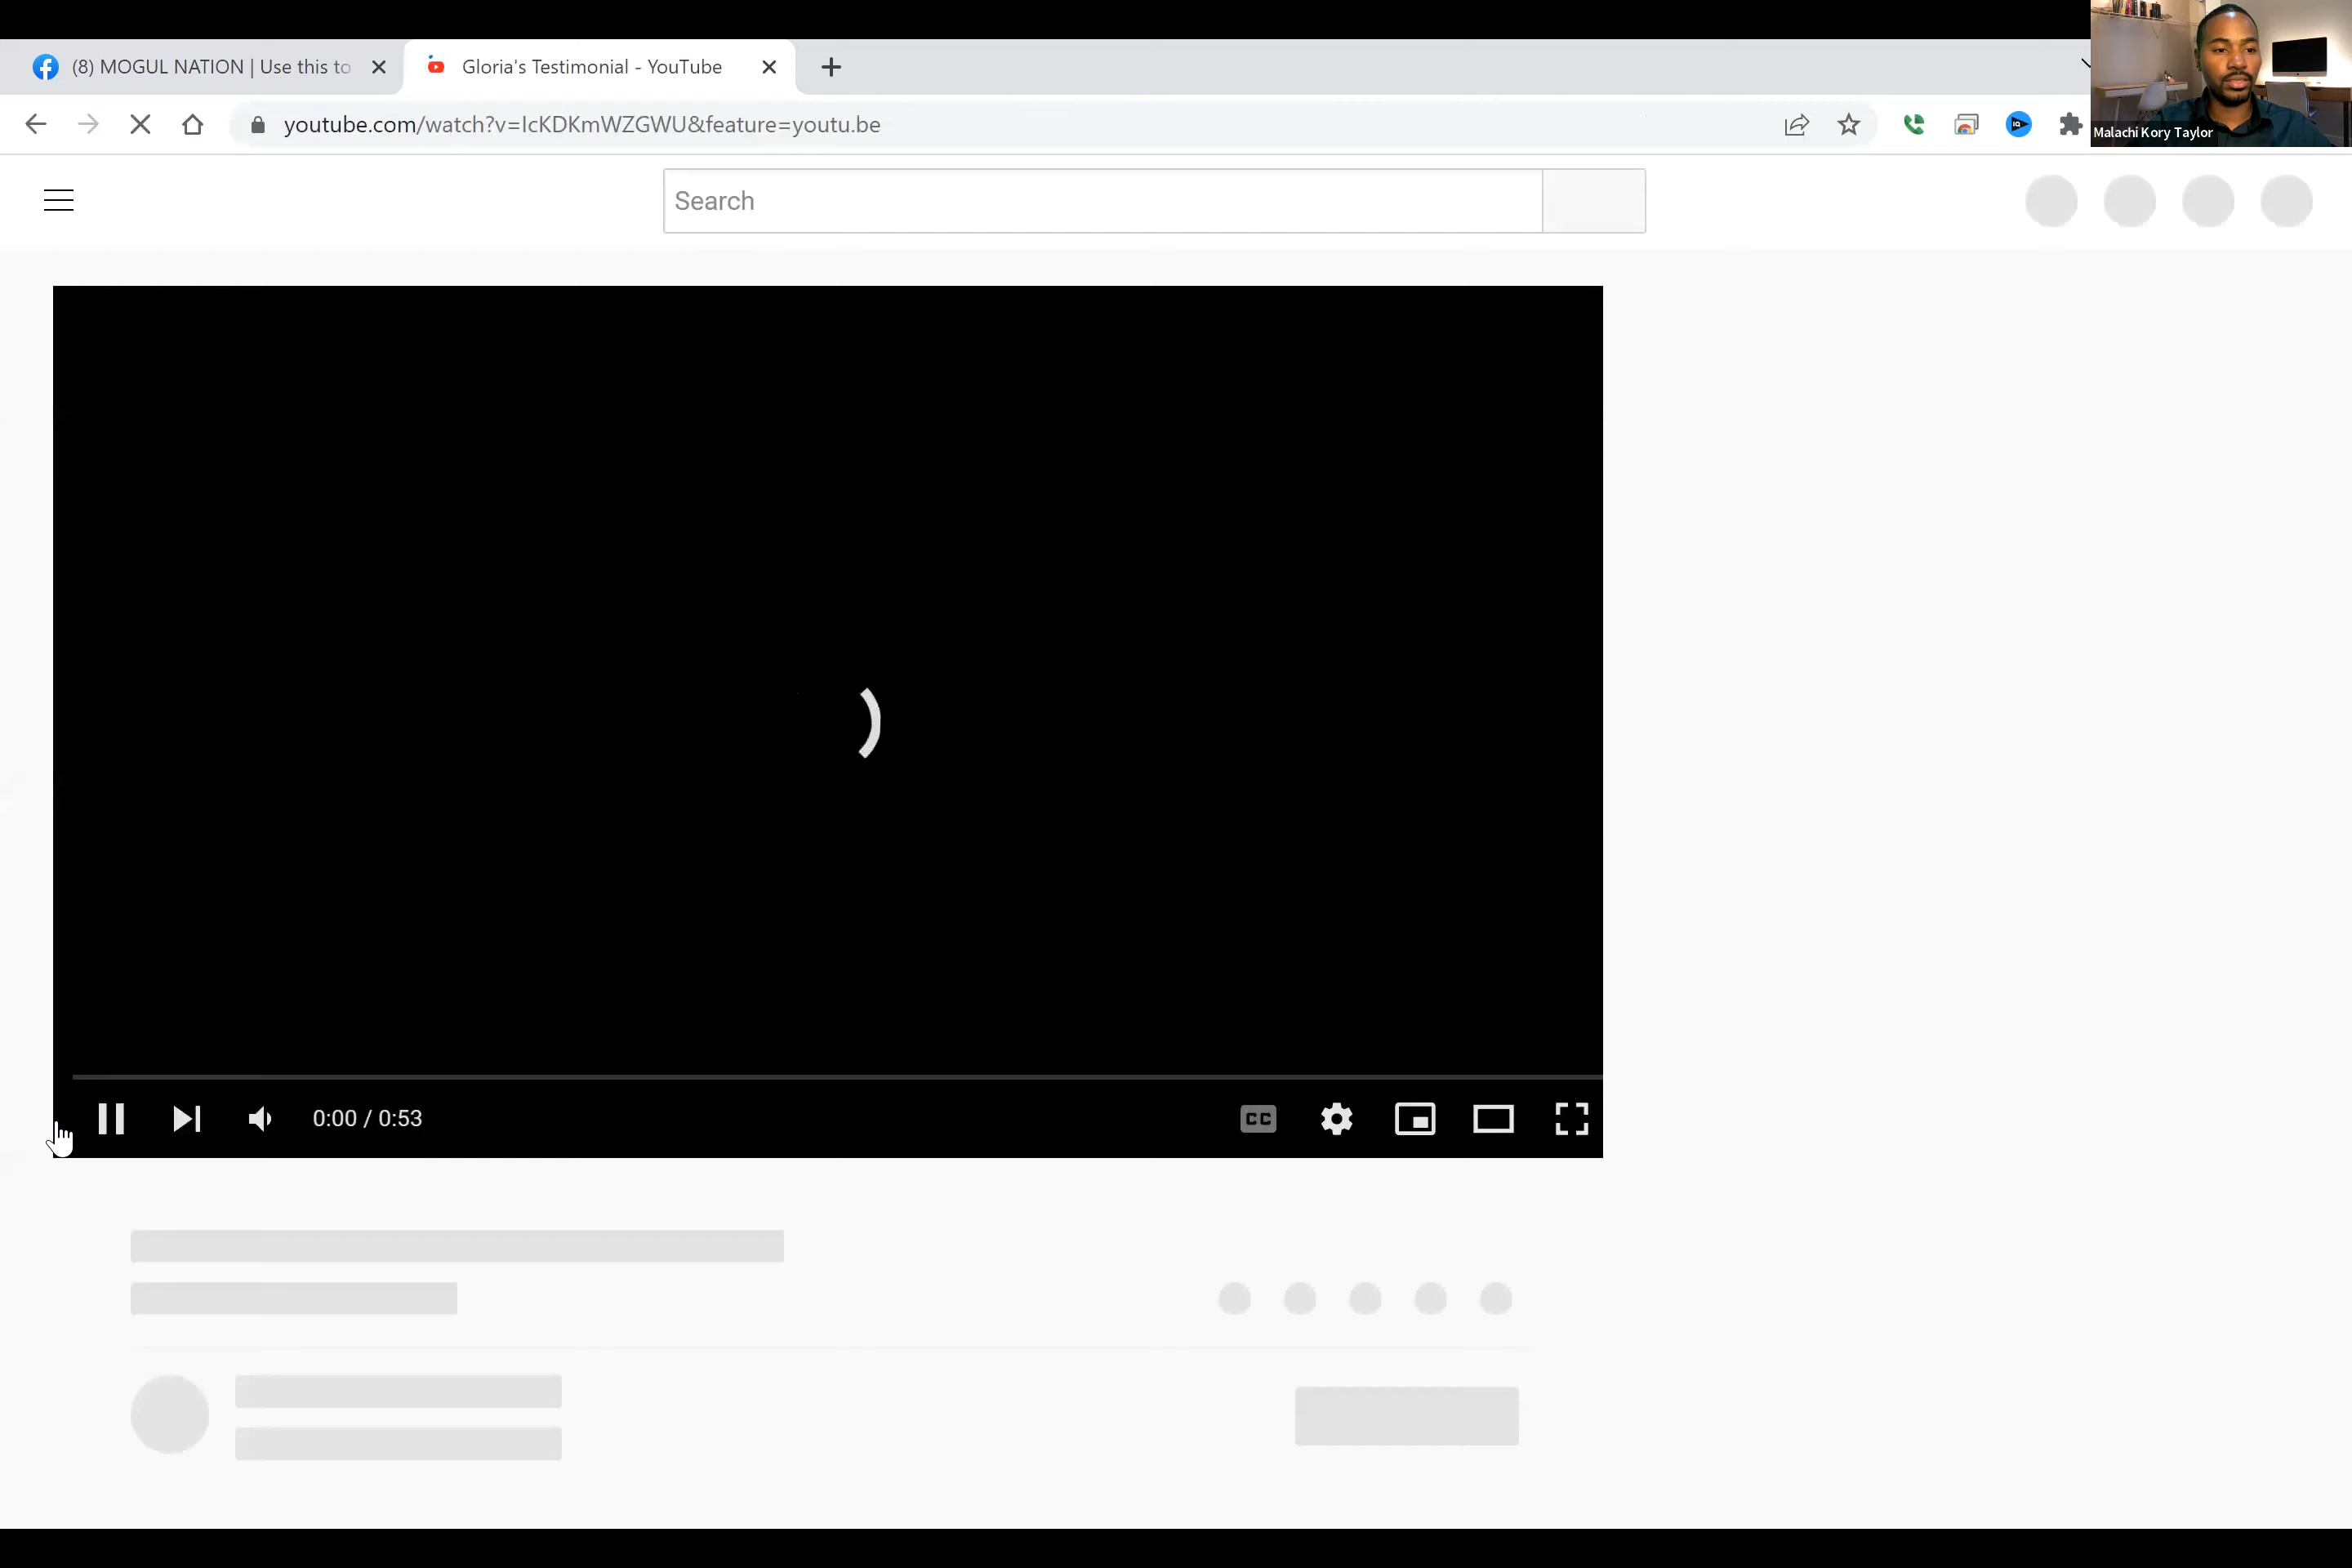 (8) MOGUL NATION | Use this to
Gloria's Testimonial - YouTube
youtube.com/watch?v=IcKDKmWZGWU&feature=youtu.be
Malachi Kory Taylor
Search
0:00 / 0:53
CC